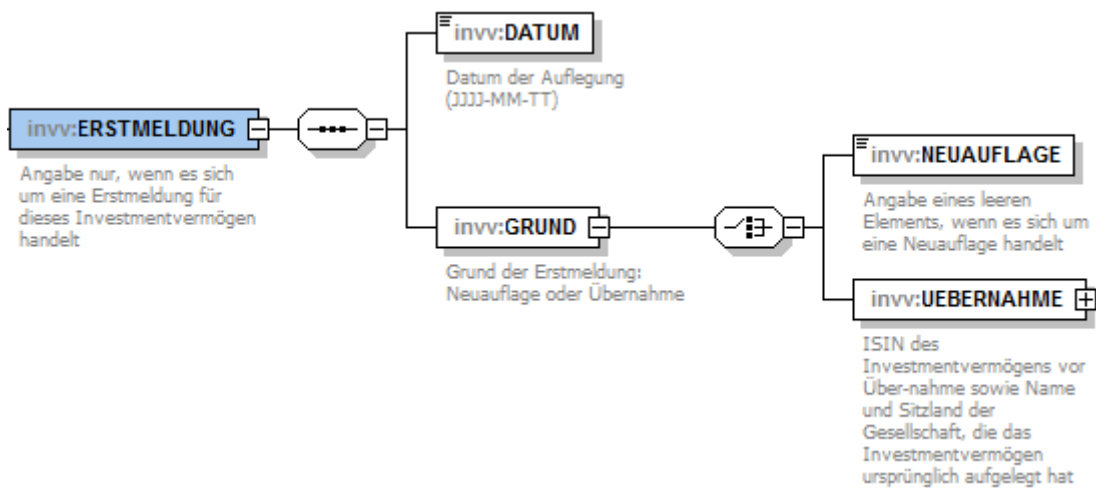 invv:DATUM
Datum der Auflegung
(JJJJ-MM-TT)
invv:ERSTMELDUNG
Angabe nur, wenn es sich
um eine Erstmeldung für
dieses Investmentvermögen
handelt
invv:GRUND
Grund der Erstmeldung:
Neuauflage oder Übernahme
invv:NEUAUFLAGE
Angabe eines leeren
Elements, wenn es sich um
eine Neuauflage handelt
invv:UEBERNAHME
ISIN des
Investmentvermögens vor
Über-nahme sowie Name
und Sitzland der
Gesellschaft, die das
Investmentvermögen
ursprünglich aufgelegt hat